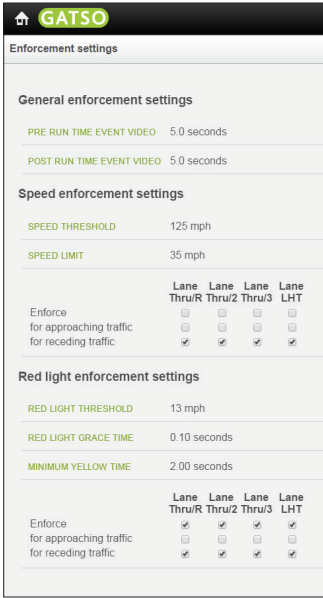 GATSO
Enforcement settings
General enforcement settings
PRE RUN TIME EVENT VIDEO 5.0 seconds
POST RUN TIME EVENT VIDEO 5.0 seconds
Speed enforcement settings
SPEED THRESHOLD 125 mph
SPEED LIMIT 35 mph
Lane Lane Lane Lane
Thru/R Thru/2 Thru/3 LHT
Enforce
for approaching traffic
for receding traffic
Red light enforcement settings
RED LIGHT THRESHOLD 13 mph
RED LIGHT GRACE TIME 0.10 seconds
MINIMUM YELLOW TIME 2.00 seconds
Lane Lane Lane Lane
Thru/R Thru/2 Thru/3 LHT
Enforce
for approaching traffic
for receding traffic